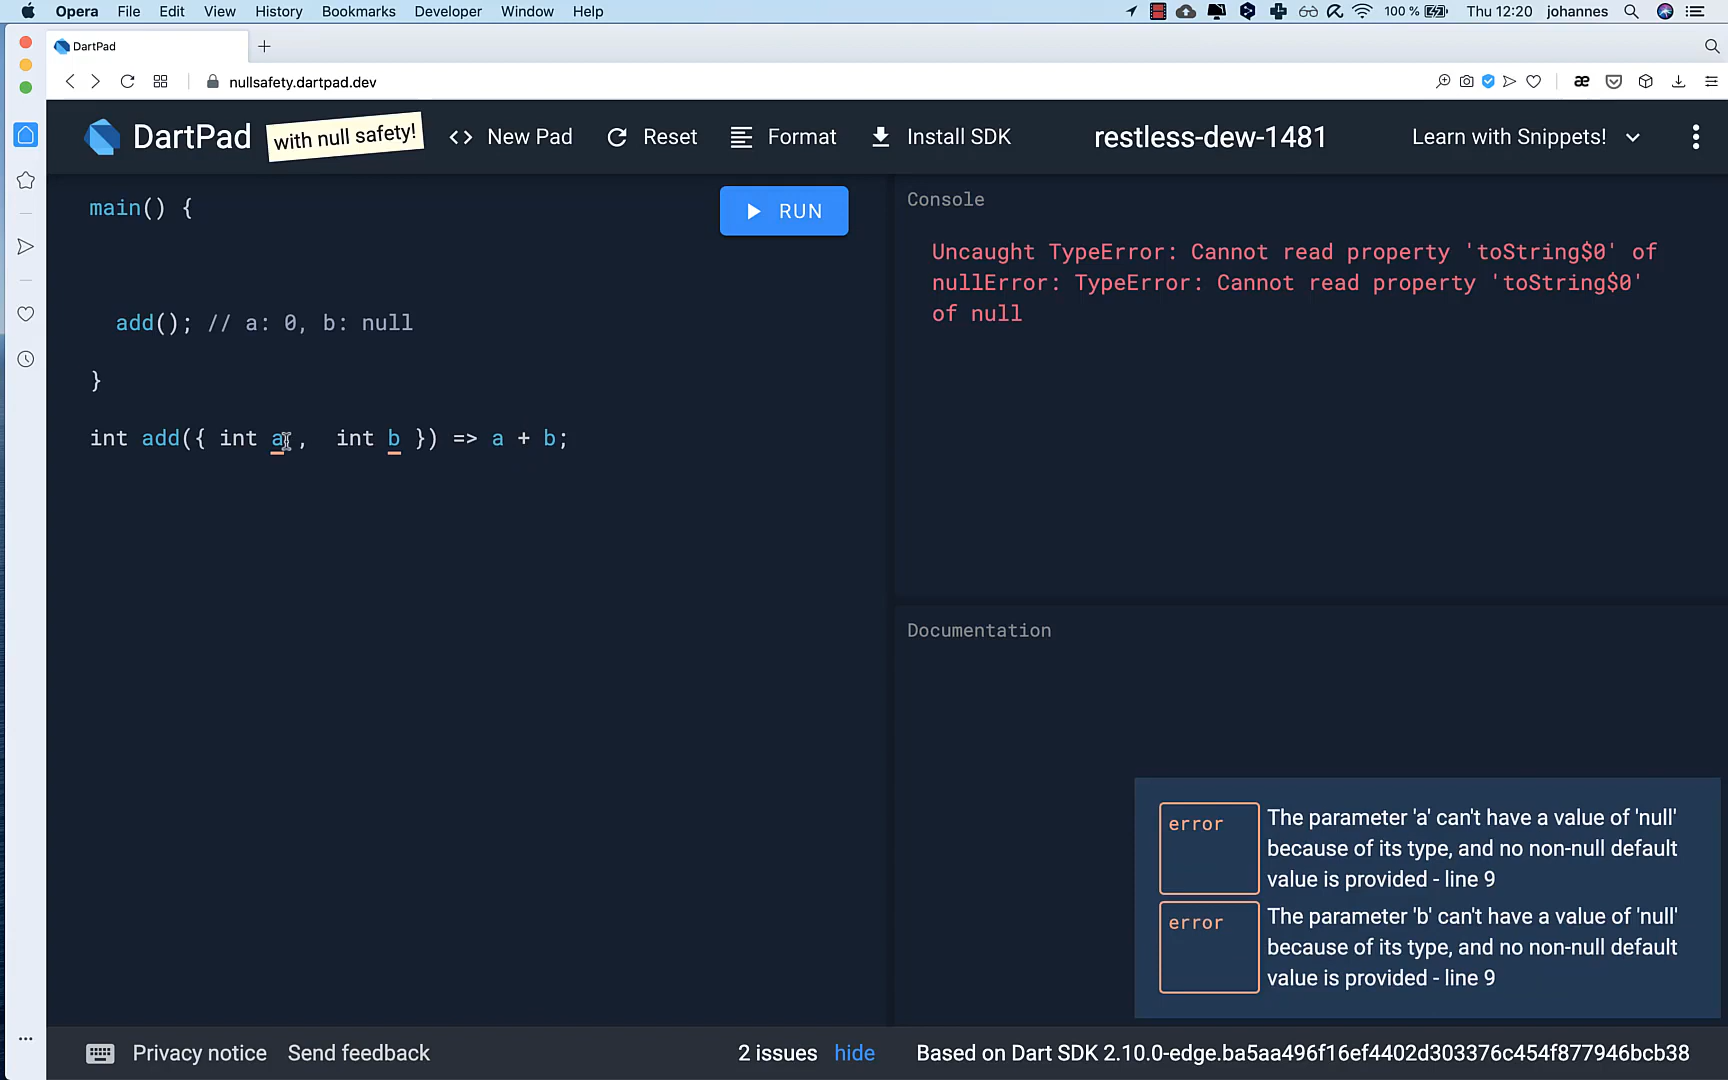 Opera File Edit View History Bookmarks Developer Window Help 100 % Thu 12:20 johannes
DartPad
nullsafety.dartpad.dev
DartPad with null safety! <> New Pad Reset Format Install SDK restless-dew-1481 Learn with Snippets!
main() {
RUN
add(); // a: 0, b: null
}
int add({ int a , int b }) => a + b;
Console
Uncaught TypeError: Cannot read property 'toString$0' of
nullError: TypeError: Cannot read property 'toString$0'
of null
Documentation
error
The parameter 'a' can't have a value of 'null'
because of its type, and no non-null default
value is provided - line 9
error
The parameter 'b' can't have a value of 'null'
because of its type, and no non-null default
value is provided - line 9
Privacy notice Send feedback 2 issues hide Based on Dart SDK 2.10.0-edge.ba5aa496f16ef4402d303376c454f877946bcb38